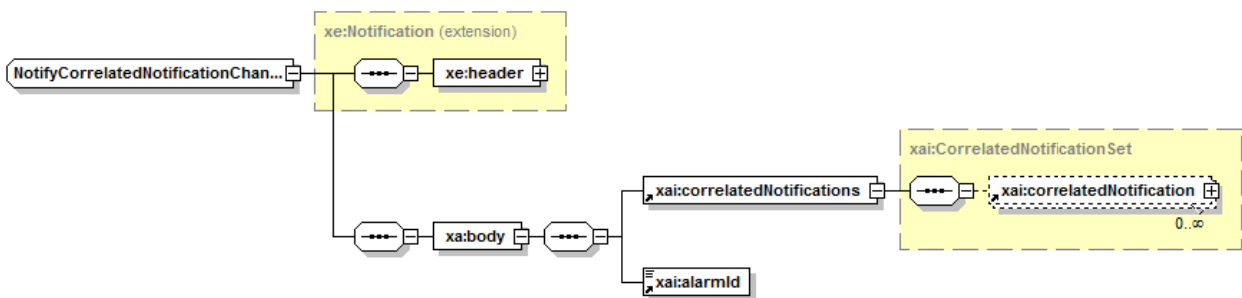 xe:Notification (extension)
NotifyCorrelatedNotificationChan...
xe:header
xai:CorrelatedNotificationSet
xai:correlatedNotifications
xai:correlatedNotification
0..∞
xa:body
xai:alarmId